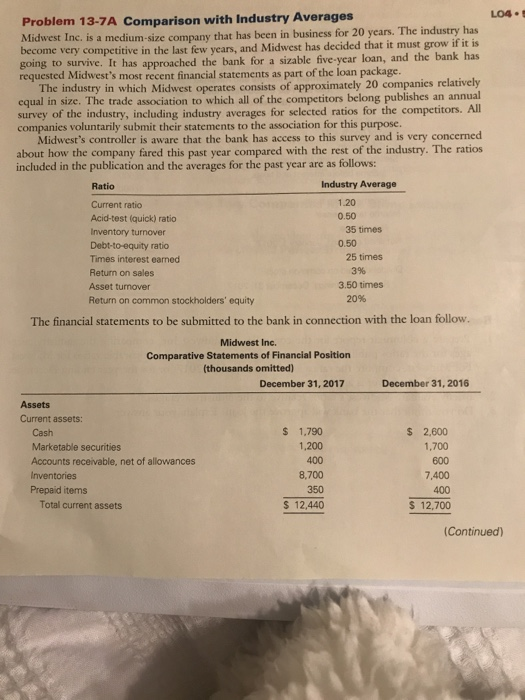 LO4 •
Problem 13-7A Comparison with Industry Averages
Midwest Inc. is a medium-size company that has been in business for 20 years. The industry has
become very competitive in the last few years, and Midwest has decided that it must grow if it is
going to survive. It has approached the bank for a sizable five-year loan, and the bank has
requested Midwest's most recent financial statements as part of the loan package.
The industry in which Midwest operates consists of approximately 20 companies relatively
equal in size. The trade association to which all of the competitors belong publishes an annual
survey of the industry, including industry averages for selected ratios for the competitors. All
companies voluntarily submit their statements to the association for this purpose.
Midwest's controller is aware that the bank has access to this survey and is very concerned
about how the company fared this past year compared with the rest of the industry. The ratios
included in the publication and the averages for the past year are as follows:
Ratio Industry Average
Current ratio 1.20
Acid-test (quick) ratio 0.50
Inventory turnover 35 times
Debt-to-equity ratio 0.50
Times interest earned 25 times
Return on sales 3%
Asset turnover 3.50 times
Return on common stockholders' equity 20%
The financial statements to be submitted to the bank in connection with the loan follow.
Midwest Inc.
Comparative Statements of Financial Position
(thousands omitted)
December 31, 2017 December 31, 2016
Assets
Current assets:
Cash $ 1,790 $ 2,600
Marketable securities 1,200 1,700
Accounts receivable, net of allowances 400 600
Inventories 8,700 7,400
Prepaid items 350 400
Total current assets $ 12,440 $ 12,700
(Continued)